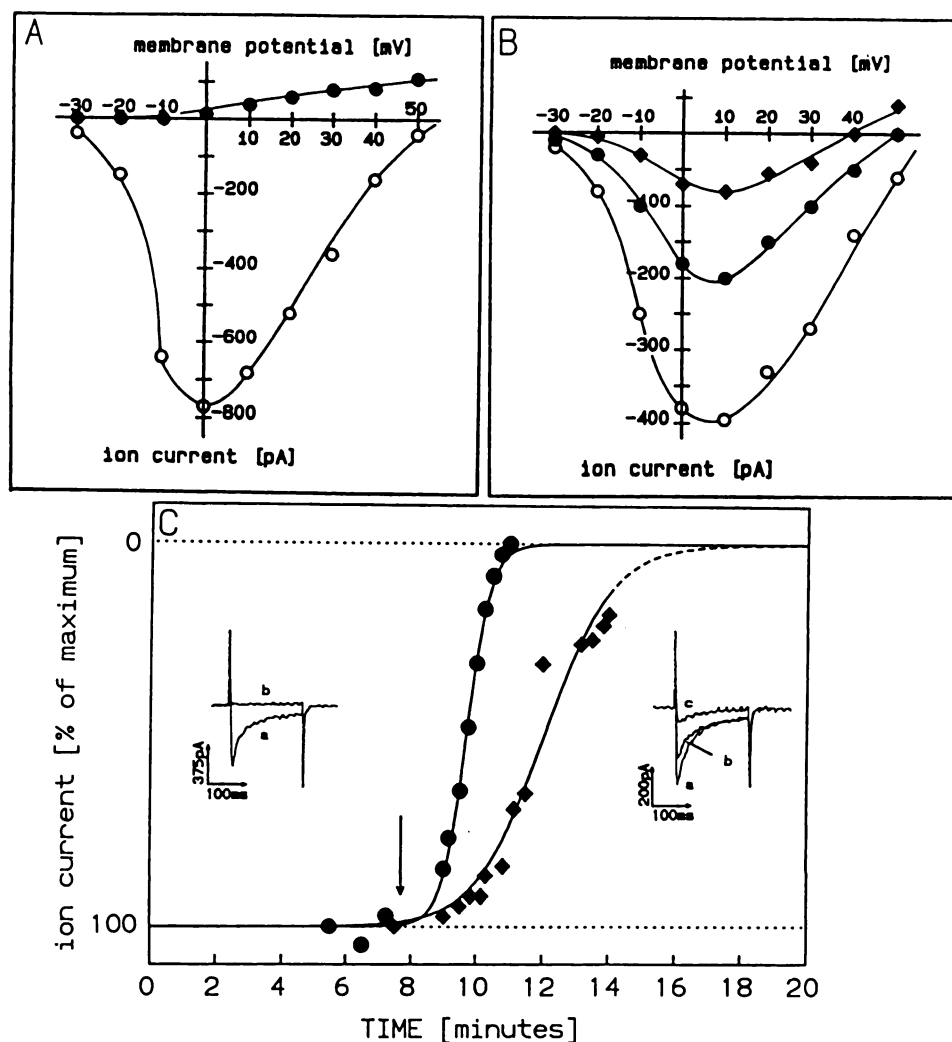 A
membrane potential [mV]
-30 -20 -10
10 20 30 40 50
-200
-400
-600
-800
ion current [pA]
B
membrane potential [mV]
-30 -20 -10
10 20 30 40
-100
-200
-300
-400
ion current [pA]
C
ion current [% of maximum]
0
100
b
a
375pA
100ms
c
b
a
200pA
100ms
0 2 4 6 8 10 12 14 16 18 20
TIME [minutes]